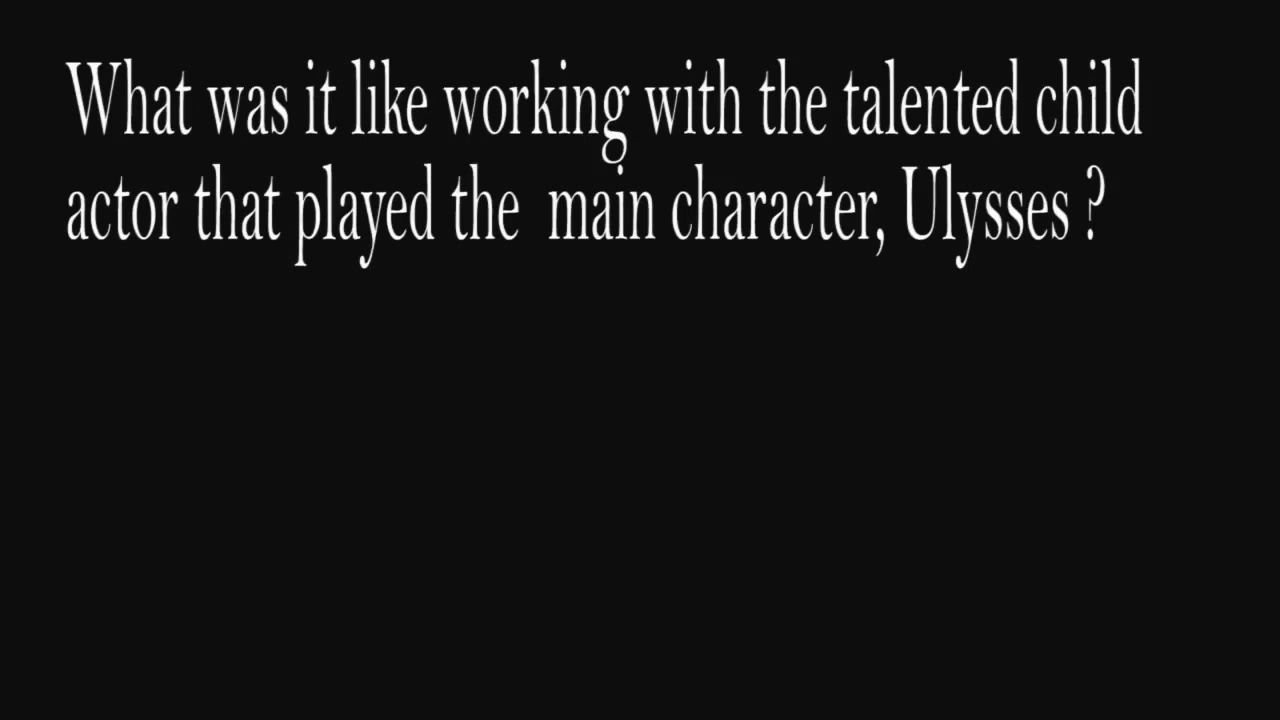 What was it like working with the talented child
actor that played the  main character, Ulysses ?